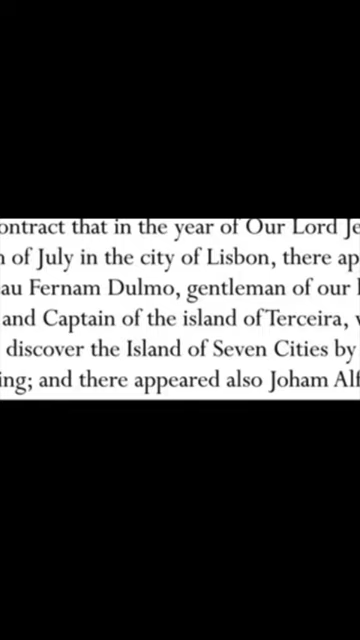 ontract that in the year of Our Lord Je
of July in the city of Lisbon, there ap
au Fernam Dulmo, gentleman of our
and Captain of the island of Terceira,
discover the Island of Seven Cities by
ing; and there appeared also Joham Alf